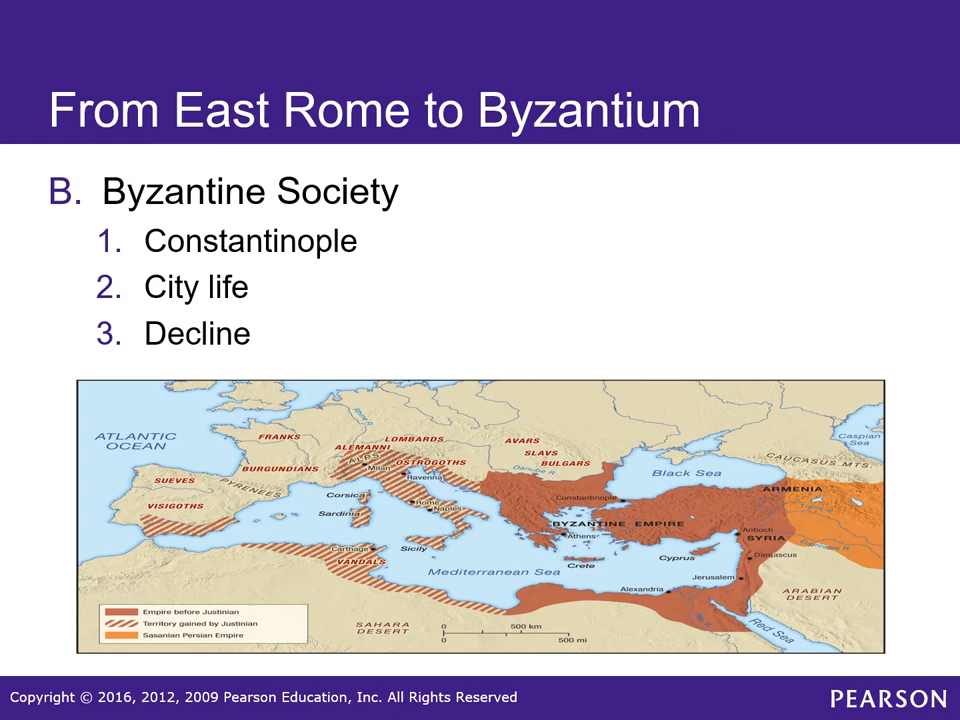 From East Rome to Byzantium
B. Byzantine Society
1. Constantinople
2. City life
3. Decline
ATLANTIC
OCEAN
FRANKS
LOMBARDS
ALEMANNI
ALPS
Milan
OSTROGOTHS
Ravenna
AVARS
SLAVS
BULGARS
Danube R.
Rhine R.
Caspian
Sea
CAUCASUS MTS.
Black Sea
BURGUNDIANS
PYRENEES
SUEVES
VISIGOTHS
Corsica
Sardinia
Rome
Naples
Constantinople
ARMENIA
BYZANTINE EMPIRE
Athens
Antioch
SYRIA
Carthage
VANDALS
Sicily
Crete
Cyprus
Damascus
Mediterranean Sea
Jerusalem
Alexandria
ARABIAN
DESERT
Red Sea
SAHARA
DESERT
Empire before Justinian
Territory gained by Justinian
Sasanian Persian Empire
0 500 km
0 500 mi
Copyright © 2016, 2012, 2009 Pearson Education, Inc. All Rights Reserved
PEARSON